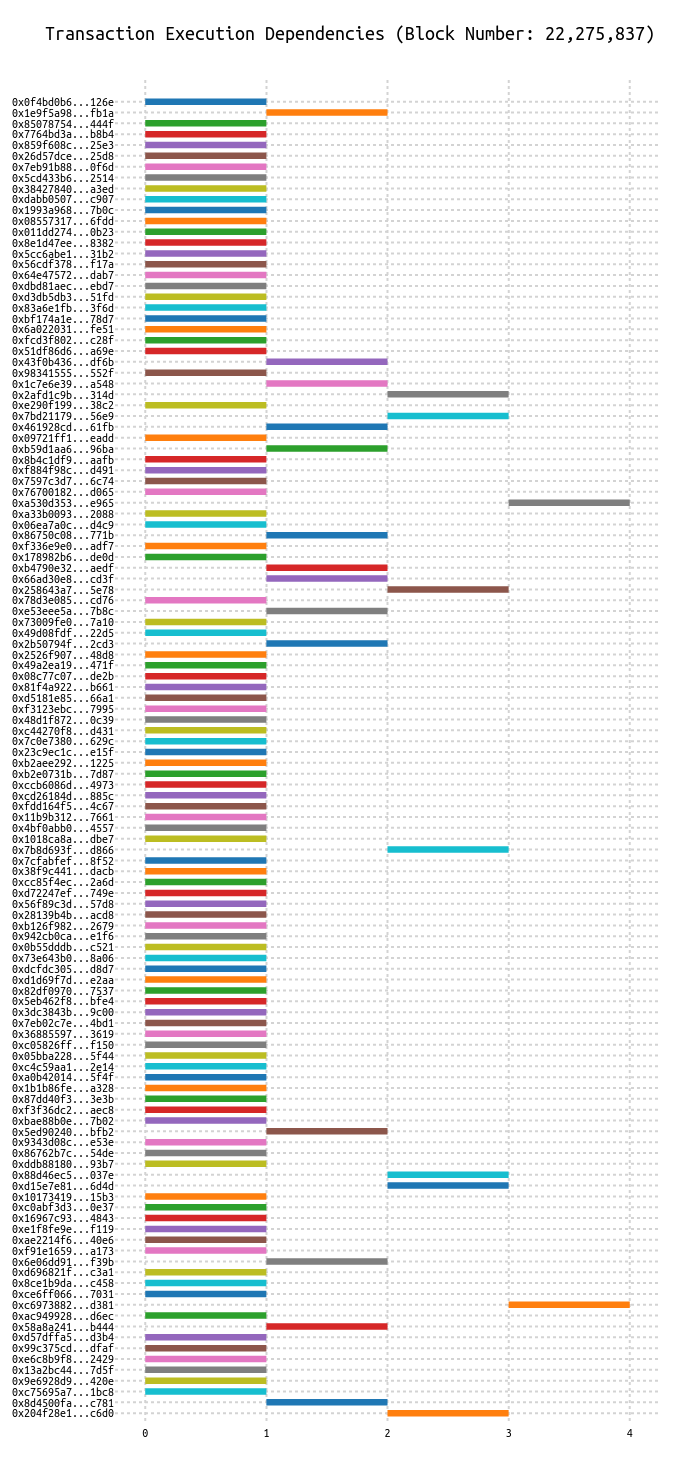 Transaction Execution Dependencies (Block Number: 22,275,837)
0x0f4bd0b6...126e
0x1e9f5a98...fb1a
0x85078754...444f
0x7764bd3a...b8b4
0x859f608c...25e3
0x26d57dce...25d8
0x7eb91b88...0f6d
0x5cd433b6...2514
0x38427840...a3ed
0xdabb0507...c907
0x1993a968...7b0c
0x08557317...6fdd
0x011dd274...0b23
0x8e1d47ee...8382
0x5cc6abe1...31b2
0x56cdf378...f17a
0x64e47572...dab7
0xdbd81aec...ebd7
0xd3db5db3...51fd
0x83a6e1fb...3f6d
0xbf174a1e...78d7
0x6a022031...fe51
0xfcd3f802...c28f
0x51df86d6...a69e
0x43f0b436...df6b
0x98341555...552f
0x1c7e6e39...a548
0x2afd1c9b...314d
0xe290f199...38c2
0x7bd21179...56e9
0x461928cd...61fb
0x09721ff1...eadd
0xb59d1aa6...96ba
0x8b4c1df9...aafb
0xf884f98c...d491
0x7597c3d7...6c74
0x76700182...d065
0xa530d353...e965
0xa33b0093...2088
0x06ea7a0c...d4c9
0x86750c08...771b
0xf336e9e0...adf7
0x178982b6...de0d
0xb4790e32...aedf
0x66ad30e8...cd3f
0x258643a7...5e78
0x78d3e085...cd76
0xe53eee5a...7b8c
0x73009fe0...7a10
0x49d08fdf...22d5
0x2b50794f...2cd3
0x2526f907...48d8
0x49a2ea19...471f
0x08c77c07...de2b
0x81f4a922...b661
0xd5181e85...66a1
0xf3123ebc...7995
0x48d1f872...0c39
0xc44270f8...d431
0x7c0e7380...629c
0x23c9ec1c...e15f
0xb2aee292...1225
0xb2e0731b...7d87
0xccb6086d...4973
0xcd26184d...885c
0xfdd164f5...4c67
0x11b9b312...7661
0x4bf0abb0...4557
0x1018ca8a...dbe7
0x7b8d693f...d866
0x7cfabfef...8f52
0x38f9c441...dacb
0xcc85f4ec...2a6d
0xd72247ef...749e
0x56f89c3d...57d8
0x28139b4b...acd8
0xb126f982...2679
0x942cb0ca...e1f6
0x0b55dddb...c521
0x73e643b0...8a06
0xdcfdc305...d8d7
0xd1d69f7d...e2aa
0x82df0970...7537
0x5eb462f8...bfe4
0x3dc3843b...9c00
0x7eb02c7e...4bd1
0x36885597...3619
0xc05826ff...f150
0x05bba228...5f44
0xc4c59aa1...2e14
0xa0b42014...5f4f
0x1b1b86fe...a328
0x87dd40f3...3e3b
0xf3f36dc2...aec8
0xbae88b0e...7b02
0x5ed90240...bfb2
0x9343d08c...e53e
0x86762b7c...54de
0xddb88180...93b7
0x88d46ec5...037e
0xd15e7e81...6d4d
0x10173419...15b3
0xc0abf3d3...0e37
0x16967c93...4843
0xe1f8fe9e...f119
0xae2214f6...40e6
0xf91e1659...a173
0x6e06dd91...f39b
0xd696821f...c3a1
0x8ce1b9da...c458
0xce6ff066...7031
0xc6973882...d381
0xac949928...d6ec
0x58a8a241...b444
0xd57dffa5...d3b4
0x99c375cd...dfaf
0xe6c8b9f8...2429
0x13a2bc44...7d5f
0x9e6928d9...420e
0xc75695a7...1bc8
0x8d4500fa...c781
0x204f28e1...c6d0
0 1 2 3 4